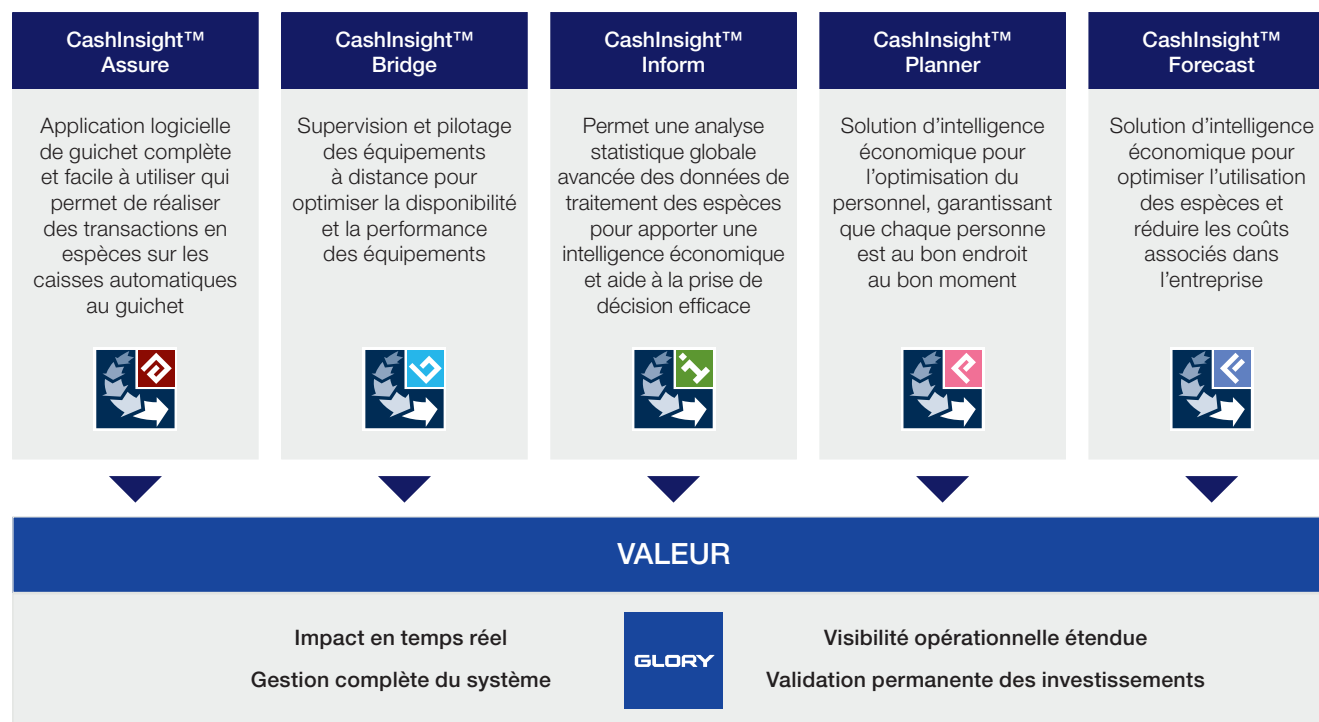 CashInsight™
Assure
Application logicielle
de guichet complète
et facile à utiliser qui
permet de réaliser
des transactions en
espèces sur les
caisses automatiques
au guichet
CashInsight™
Bridge
Supervision et pilotage
des équipements
à distance pour
optimiser la disponibilité
et la performance
des équipements
CashInsight™
Inform
Permet une analyse
statistique globale
avancée des données de
traitement des espèces
pour apporter une
intelligence économique
et aide à la prise de
décision efficace
CashInsight™
Planner
Solution d’intelligence
économique pour
l’optimisation du
personnel, garantissant
que chaque personne
est au bon endroit
au bon moment
CashInsight™
Forecast
Solution d’intelligence
économique pour
optimiser l’utilisation
des espèces et
réduire les coûts
associés dans
l’entreprise
VALEUR
Impact en temps réel
Gestion complète du système
GLORY
Visibilité opérationnelle étendue
Validation permanente des investissements